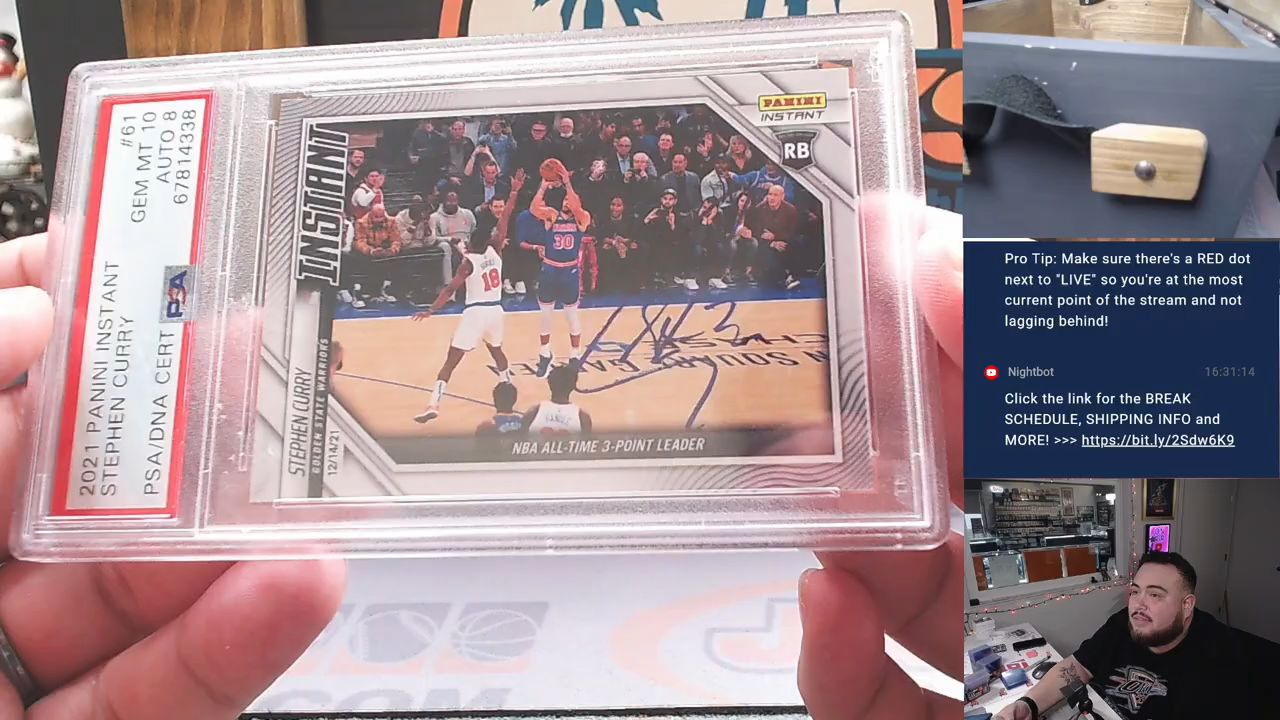 #61
GEM MT 10
AUTO 8
67814338
2021 PANINI INSTANT
STEPHEN CURRY
PSA/DNA CERT
PSA
INSTANT
STEPHEN CURRY
GOLDEN STATE WARRIORS
12/14/21
PANINI
INSTANT
RB
30
18
NBA ALL-TIME 3-POINT LEADER
Pro Tip: Make sure there's a RED dot
next to "LIVE" so you're at the most
current point of the stream and not
lagging behind!
Nightbot
16:31:14
Click the link for the BREAK
SCHEDULE, SHIPPING INFO and
MORE! >>> https://bit.ly/2Sdw6K9
.COM